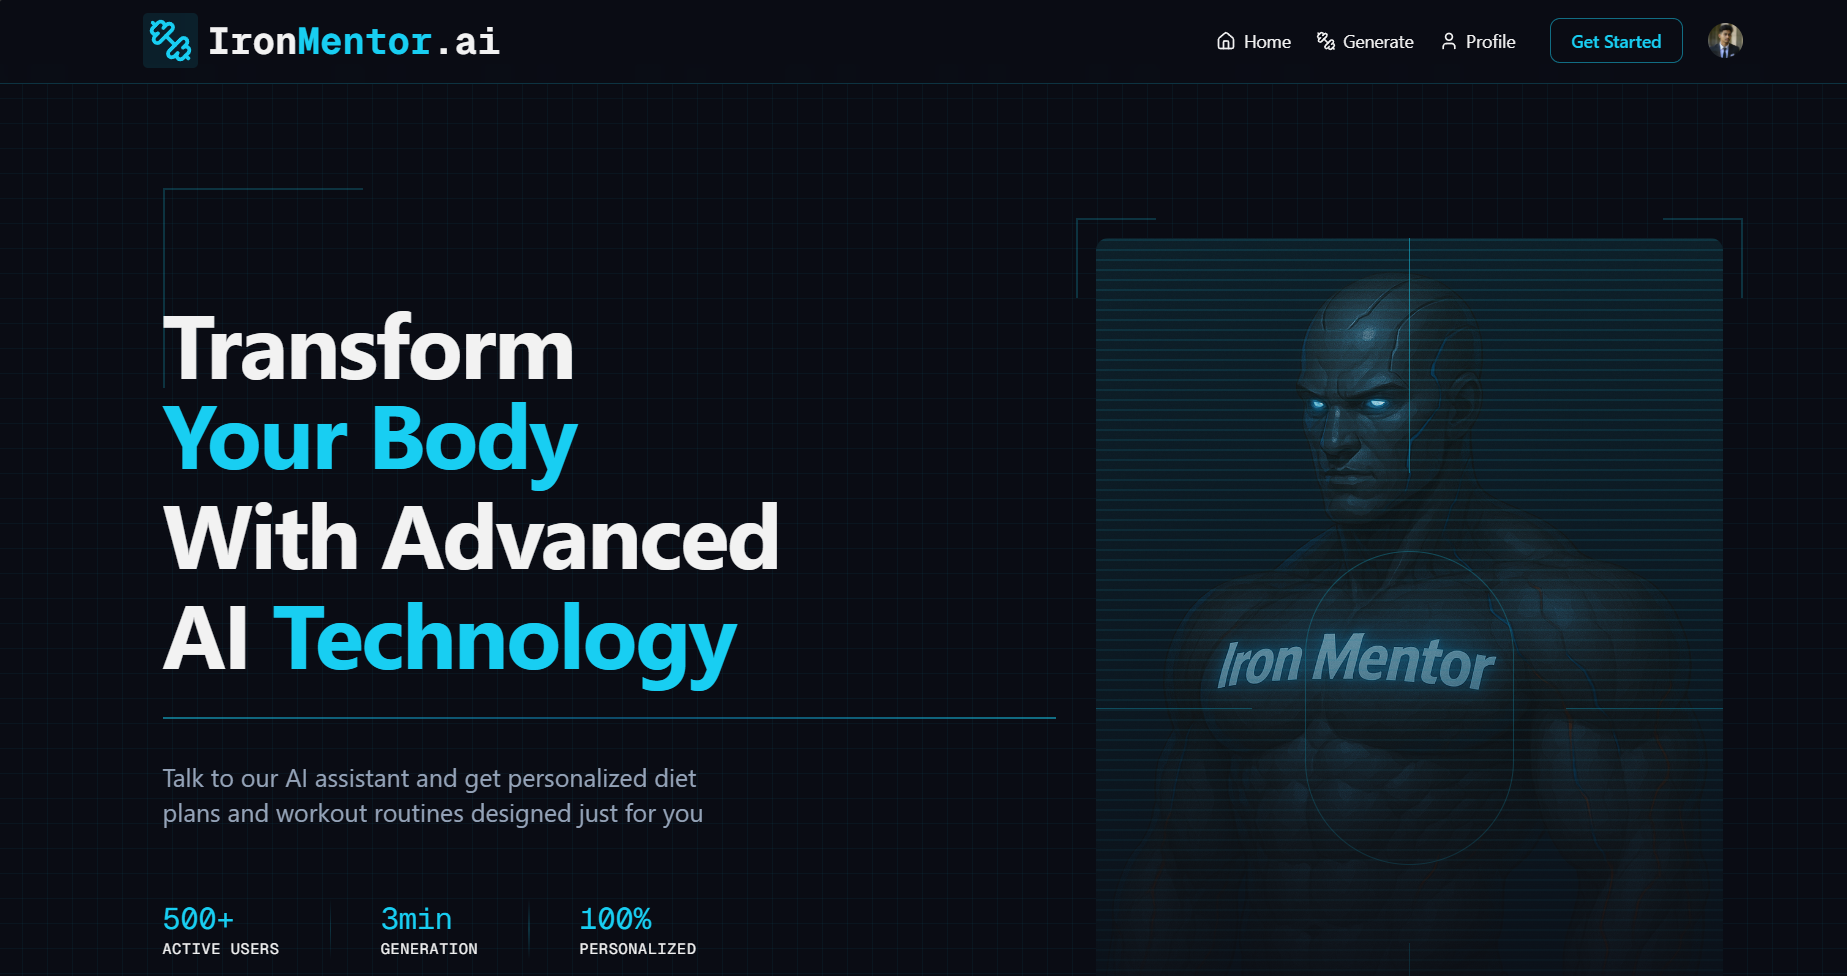 IronMentor.ai
Home
Generate
Profile
Get Started
Transform
Your Body
With Advanced
AI Technology
Talk to our AI assistant and get personalized diet
plans and workout routines designed just for you
500+
ACTIVE USERS
3min
GENERATION
100%
PERSONALIZED
Iron Mentor